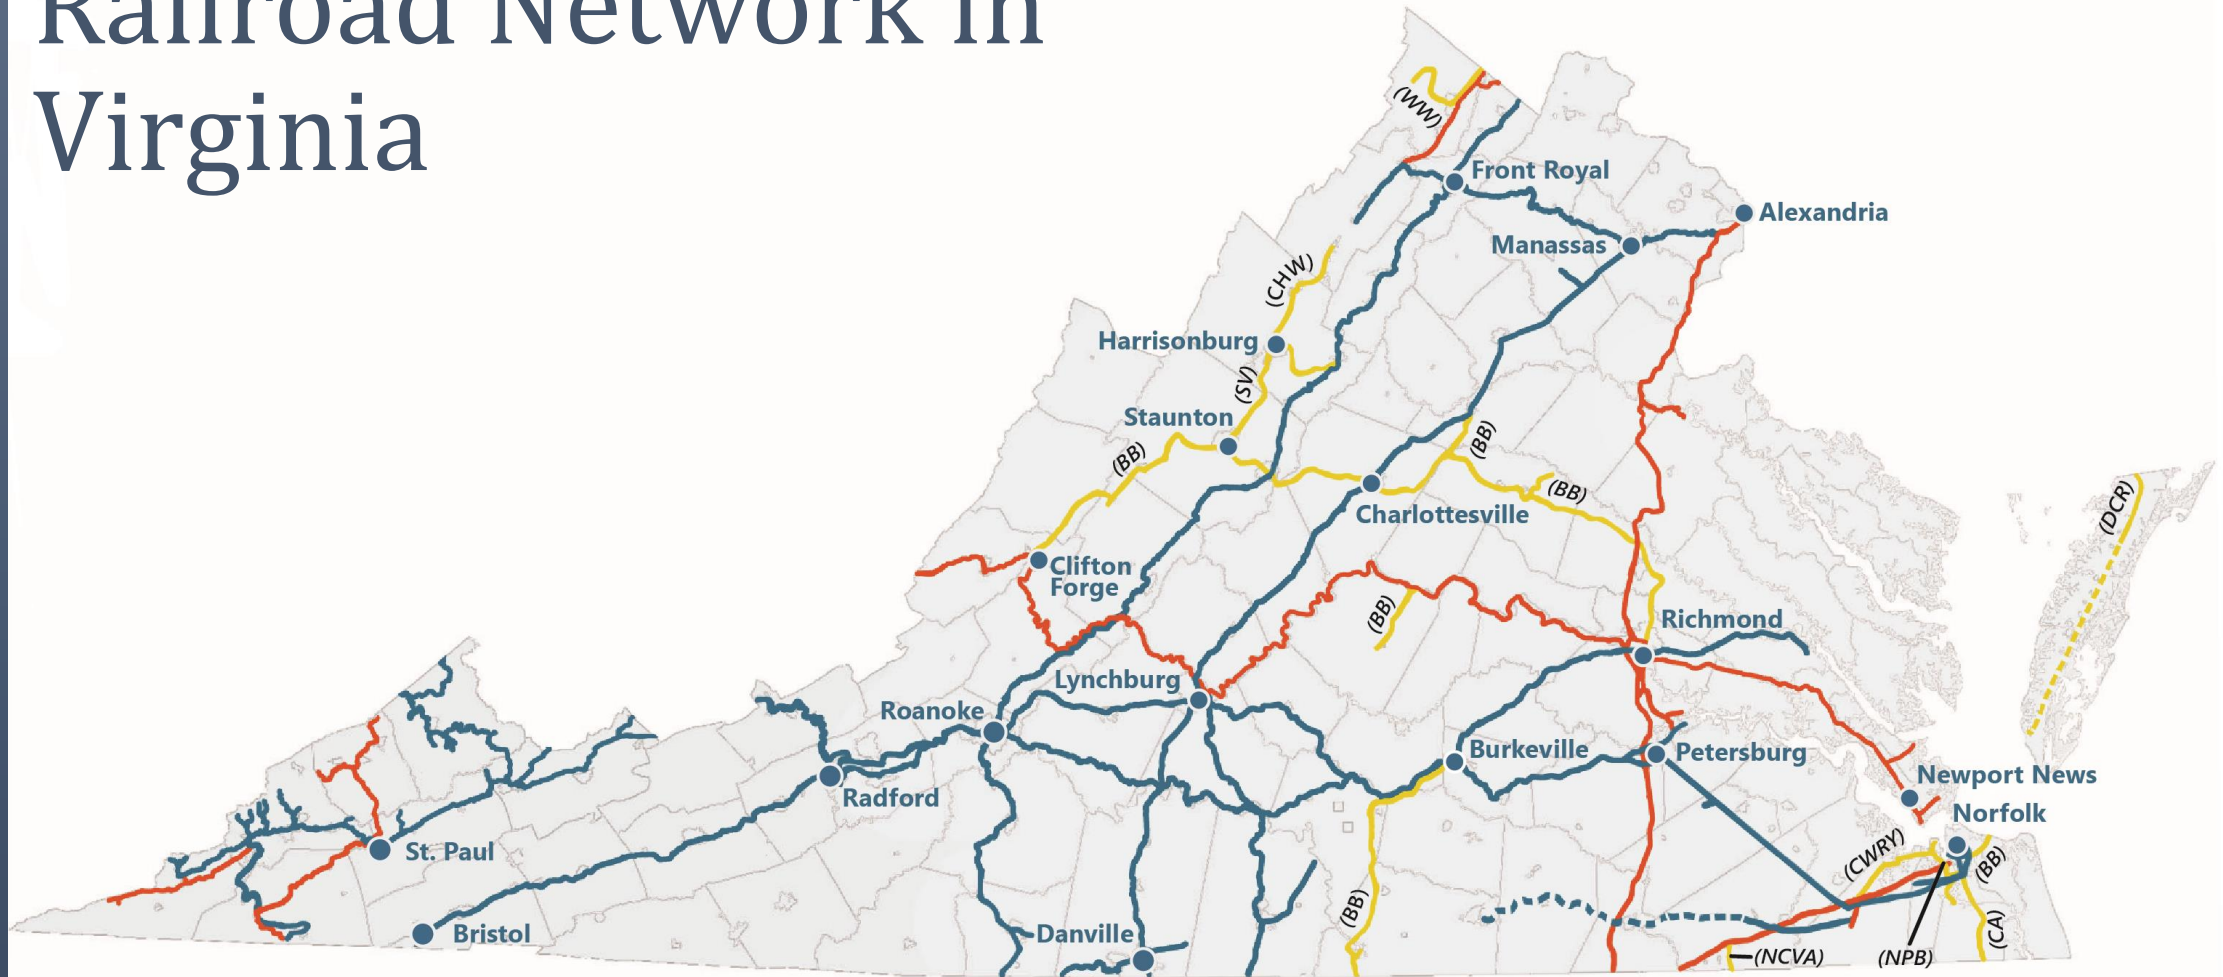 Railroad Network in
Virginia
(WW)
Front Royal
Alexandria
Manassas
(CHW)
Harrisonburg
(SV)
Staunton
(BB)
(BB)
(BB)
(DCR)
Charlottesville
Clifton
Forge
(BB)
Richmond
Lynchburg
Roanoke
Burkeville
Petersburg
Newport News
Radford
Norfolk
St. Paul
(CWRY)
(BB)
(BB)
Bristol
Danville
(CA)
(NCVA)
(NPB)